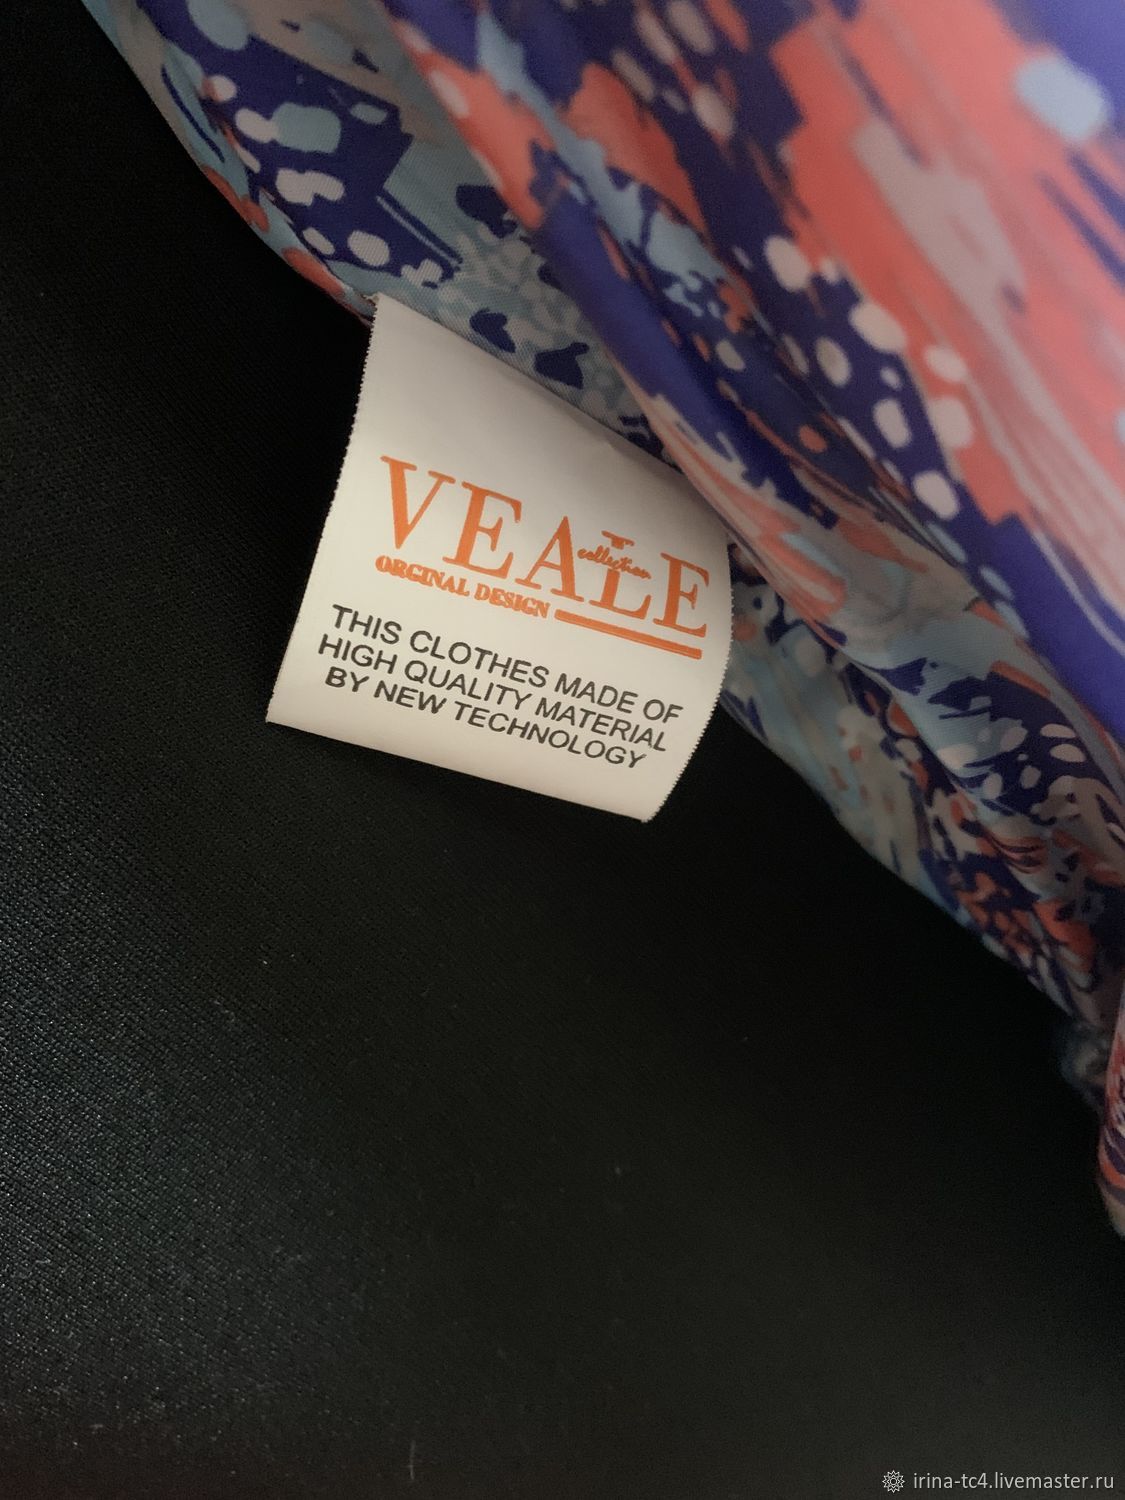 VEALE
collection
ORGINAL DESIGN
THIS CLOTHES MADE OF
HIGH QUALITY MATERIAL
BY NEW TECHNOLOGY
irina-tc4.livemaster.ru